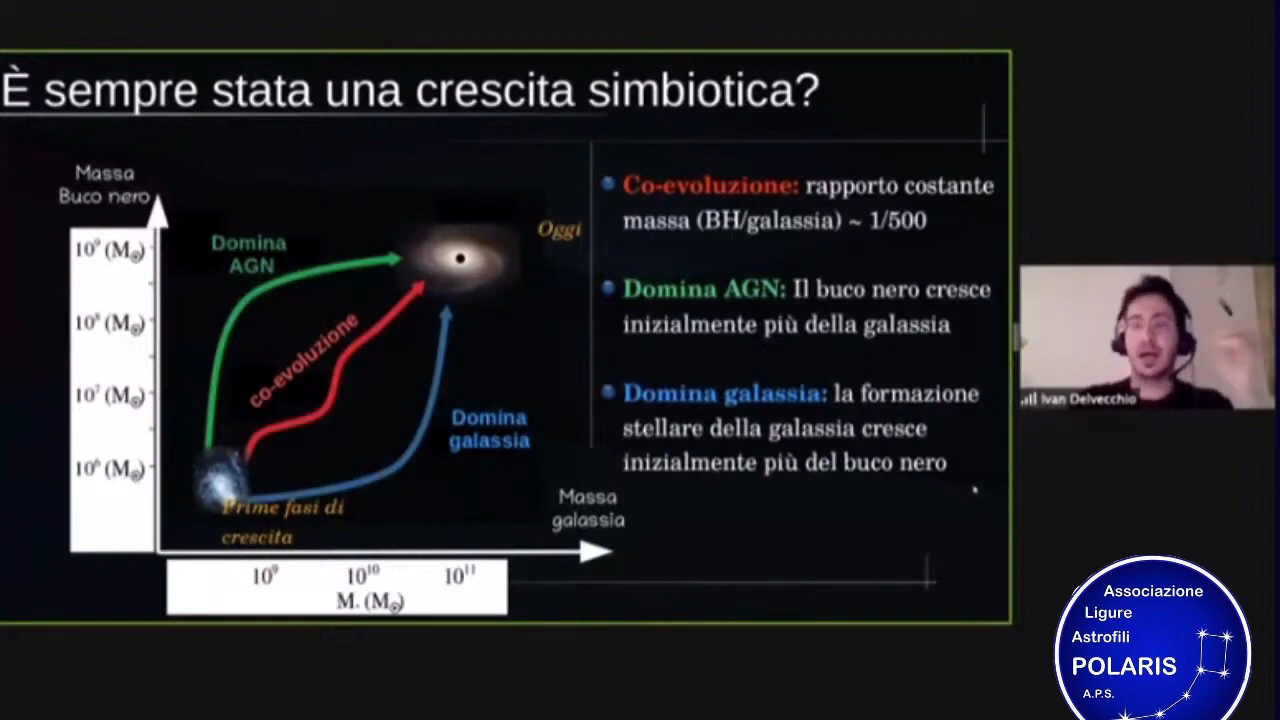 È sempre stata una crescita simbiotica?
Massa
Buco nero
10⁹ (M☉)
10⁸ (M☉)
10⁷ (M☉)
10⁶ (M☉)
Domina
AGN
co-evoluzione
Domina
galassia
Oggi
Prime fasi di
crescita
Massa
galassia
10⁹ 10¹⁰ 10¹¹
M* (M☉)
Co-evoluzione: rapporto costante
massa (BH/galassia) ~ 1/500
Domina AGN: Il buco nero cresce
inizialmente più della galassia
Domina galassia: la formazione
stellare della galassia cresce
inizialmente più del buco nero
Ivan Delvecchio
Associazione
Ligure
Astrofili
POLARIS
A.P.S.